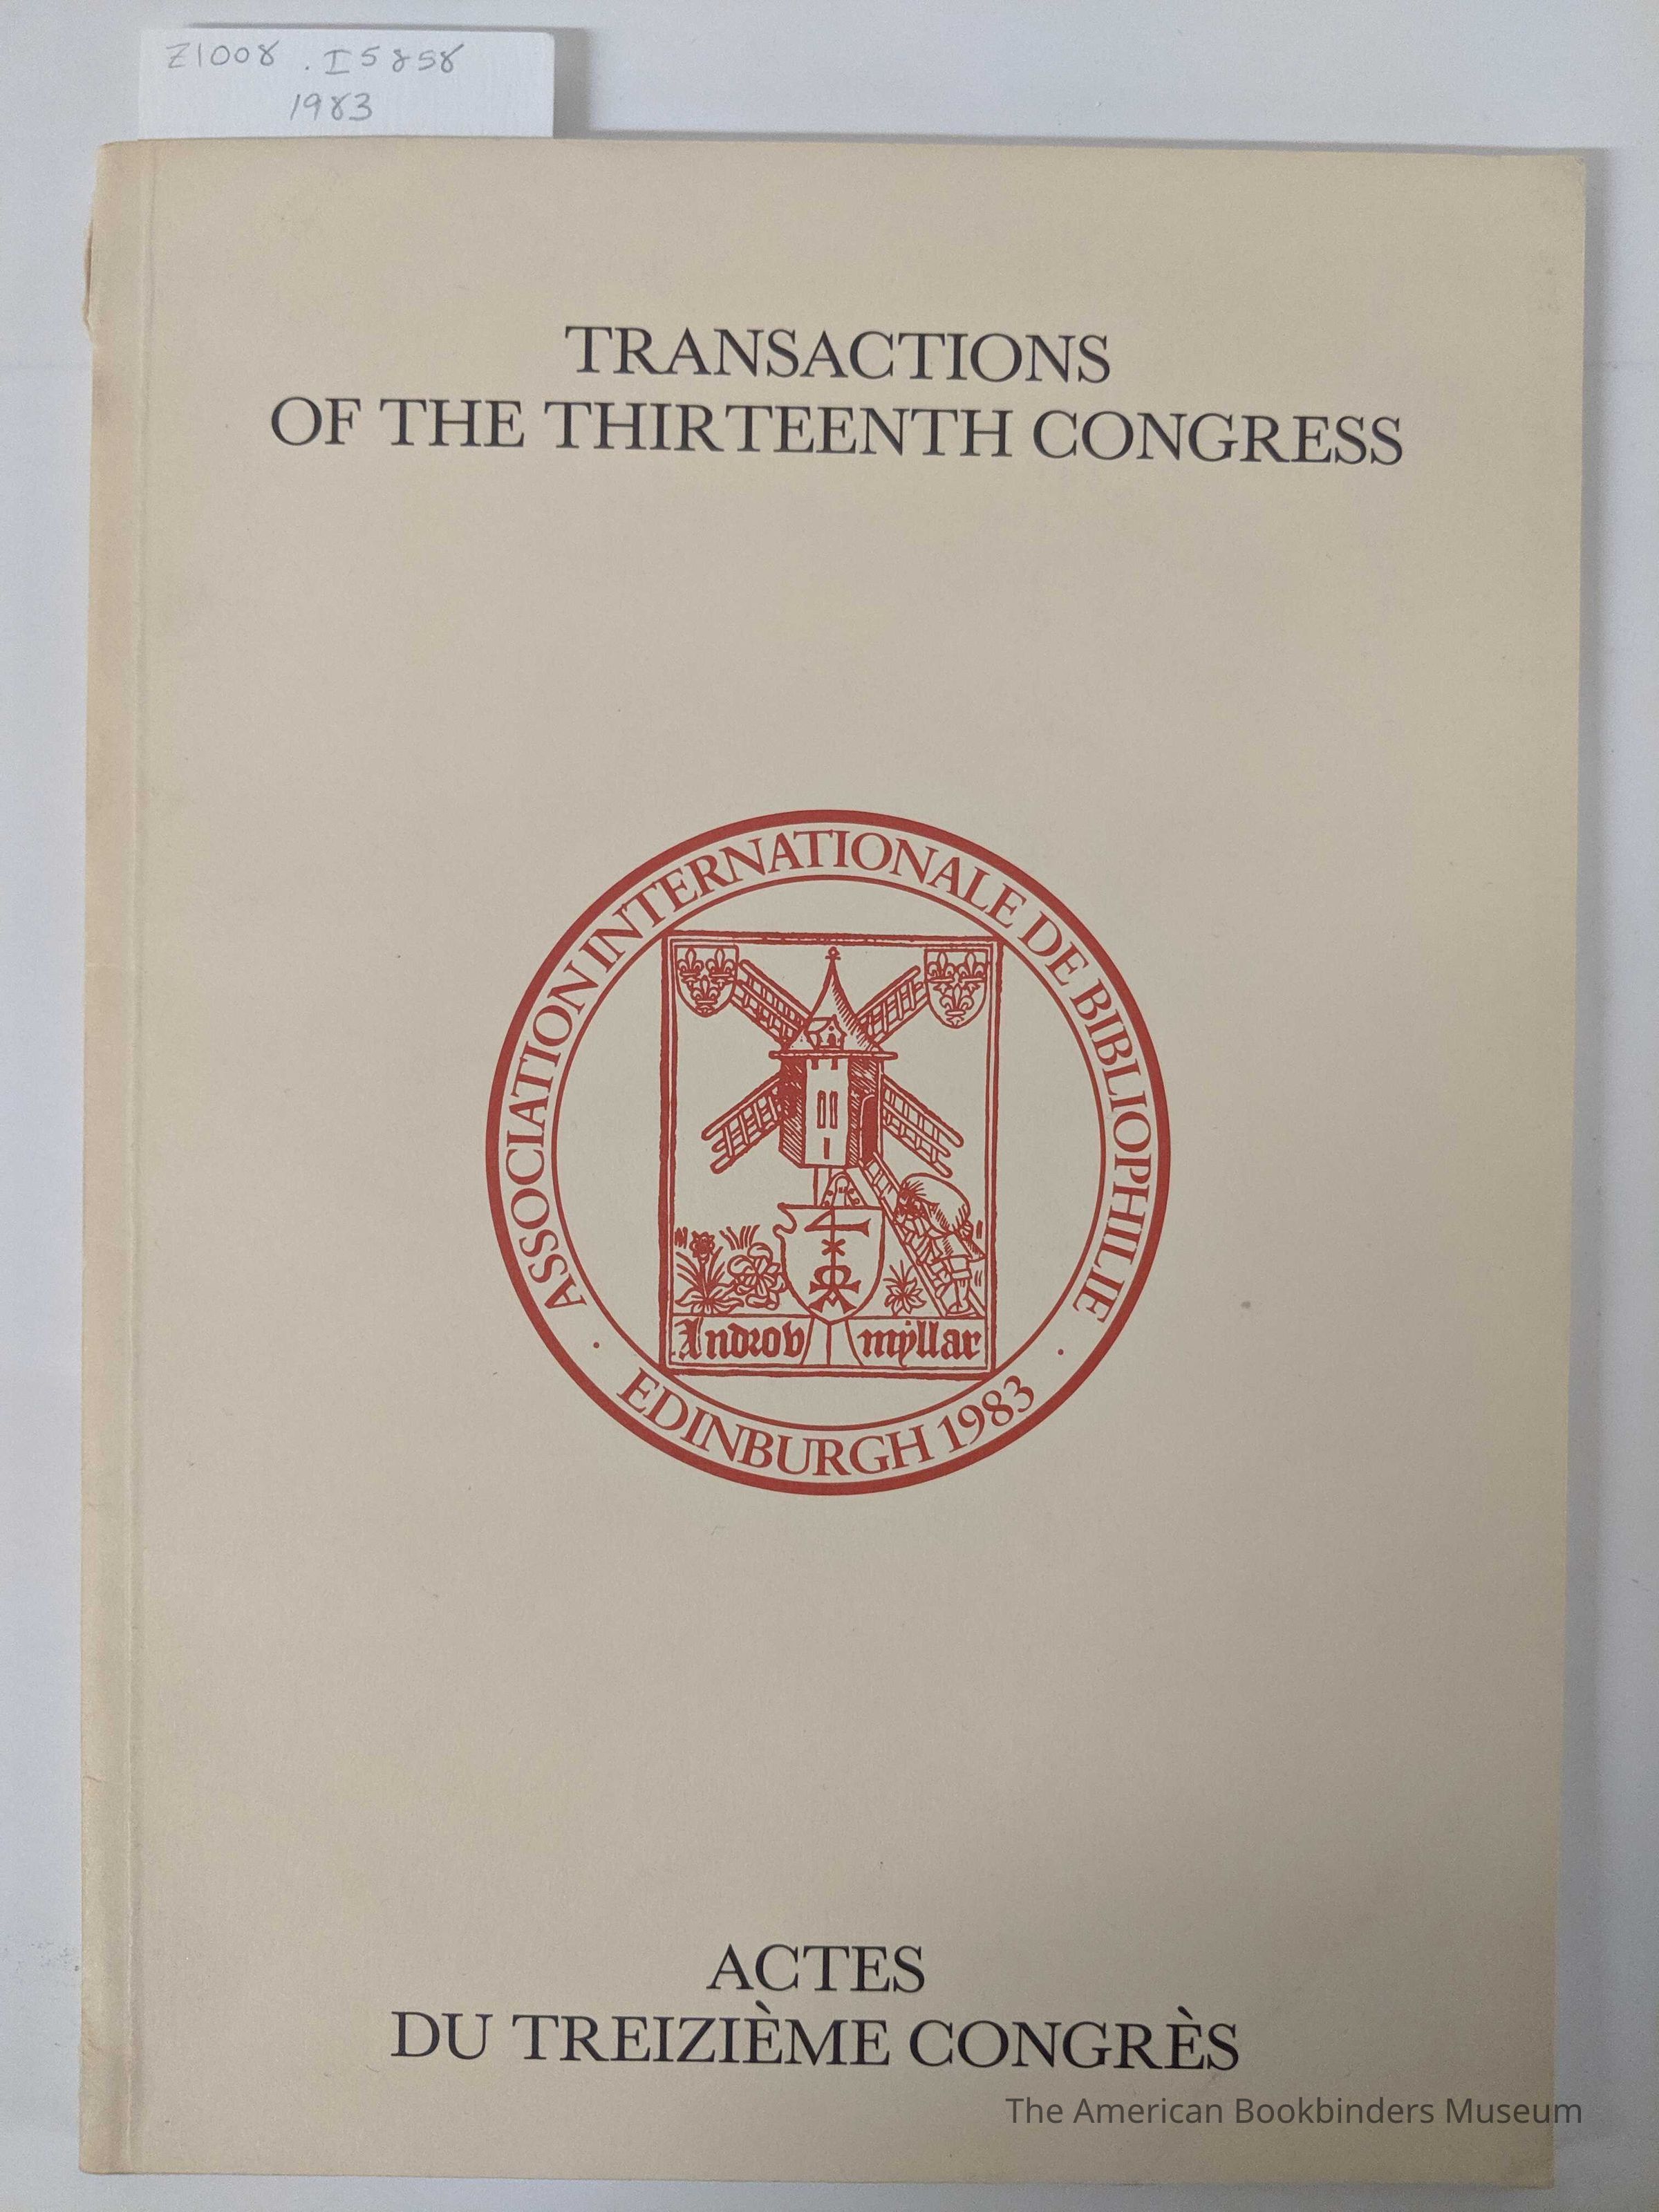 Z1008 .I5858
1983
TRANSACTIONS
OF THE THIRTEENTH CONGRESS
ASSOCIATION INTERNATIONALE DE BIBLIOPHILIE
Androv myllar
· EDINBURGH 1983 ·
ACTES
DU TREIZIÈME CONGRÈS
The American Bookbinders Museum